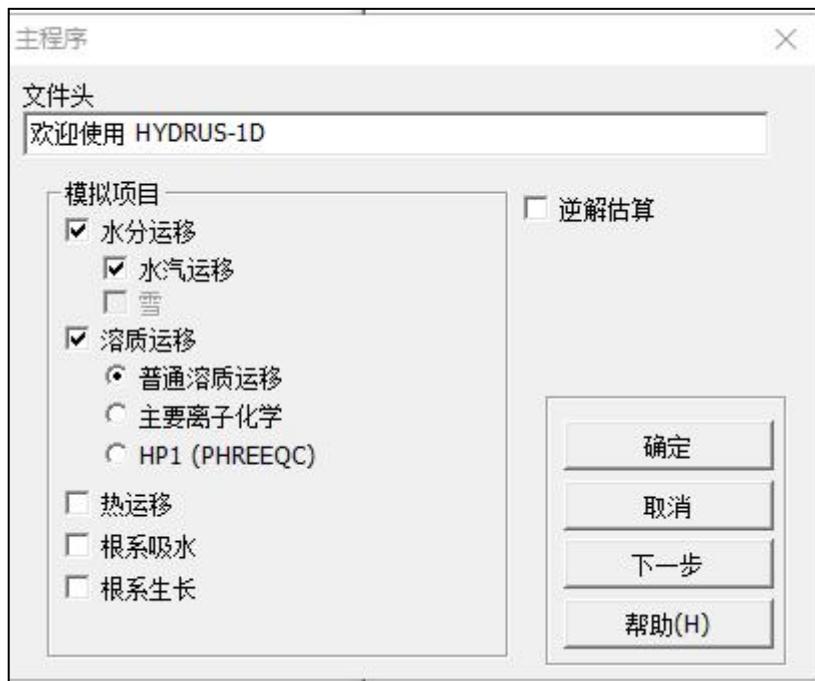 主程序
文件头
欢迎使用 HYDRUS-1D
模拟项目
水分运移
水汽运移
雪
溶质运移
普通溶质运移
主要离子化学
HP1 (PHREEQC)
热运移
根系吸水
根系生长
逆解估算
确定
取消
下一步
帮助(H)